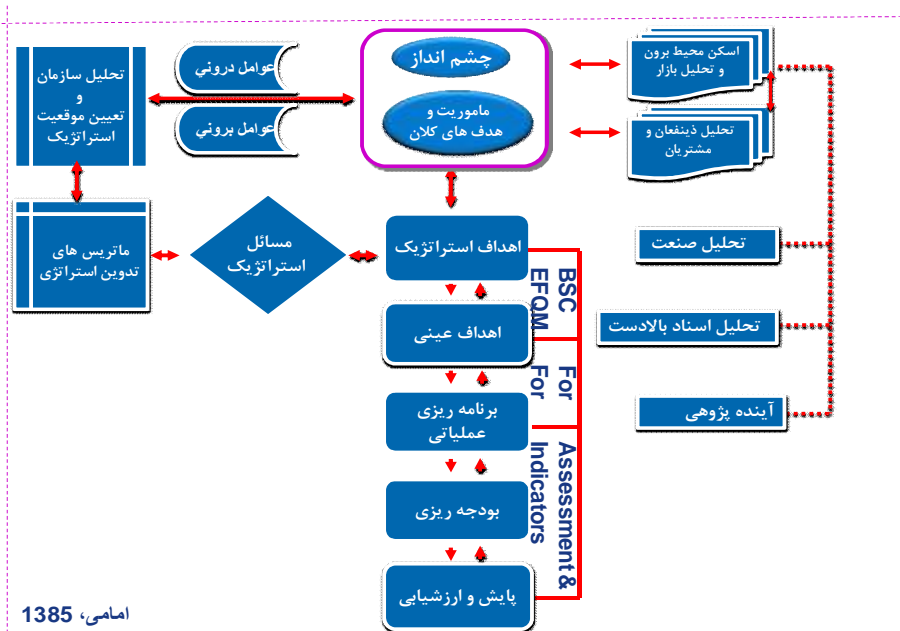 اسکن محیط برون
و تحلیل بازار
تحلیل ذینفعان و
مشتریان
تحلیل صنعت
تحلیل اسناد بالادست
آینده پژوهی
چشم انداز
ماموریت و
هدف های کلان
عوامل دروني
عوامل بروني
تحلیل سازمان
و
تعیین موقعیت
استراتژیک
ماتریس های
تدوین استراتژی
مسائل
استراتژیک
اهداف استراتژیک
اهداف عینی
برنامه ریزی
عملیاتی
بودجه ریزی
پایش و ارزشیابی
BSC For Assessment &
EFQM For Indicators
امامی، 1385